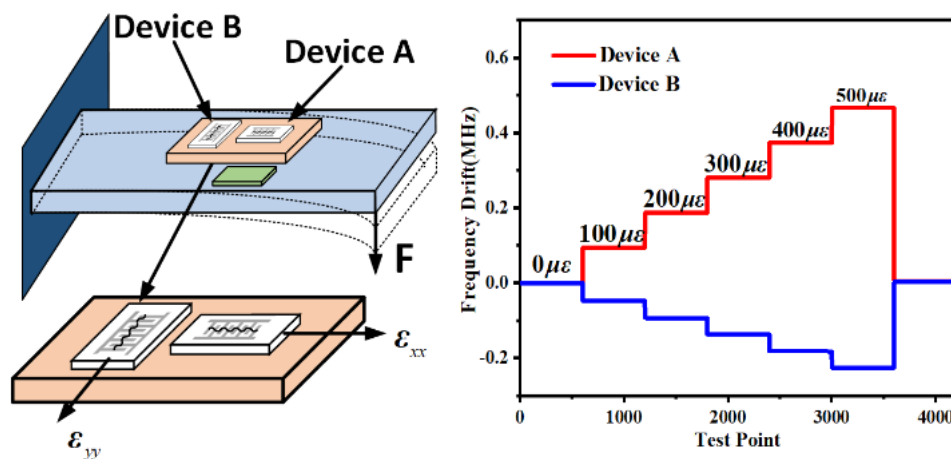 Device B
Device A
F
εxx
εyy
Device A
Device B
0με
100με
200με
300με
400με
500με
0.6
0.4
0.2
0.0
-0.2
Frequency Drift(MHz)
0
1000
2000
3000
4000
Test Point